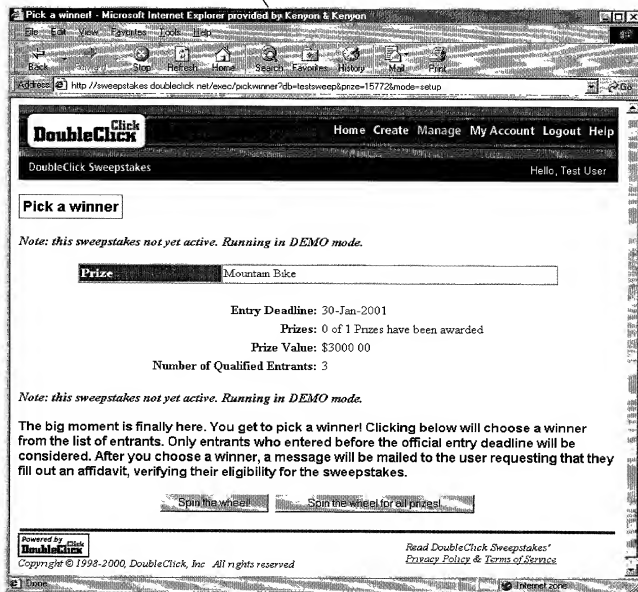 Pick a winner! - Microsoft Internet Explorer provided by Kenyon & Kenyon
File Edit View Favorites Tools Help
Back Forward Stop Refresh Home Search Favorites History Mail Print
Address http://sweepstakes.doubleclick.net/exec/pickwinner?db=testsweep&prize=15772&mode=setup Go
DoubleClick Click
Home Create Manage My Account Logout Help
DoubleClick Sweepstakes Hello, Test User
Pick a winner
Note: this sweepstakes not yet active. Running in DEMO mode.
Prize Mountain Bike
Entry Deadline: 30-Jan-2001
Prizes: 0 of 1 Prizes have been awarded
Prize Value: $3000 00
Number of Qualified Entrants: 3
Note: this sweepstakes not yet active. Running in DEMO mode.
The big moment is finally here. You get to pick a winner! Clicking below will choose a winner
from the list of entrants. Only entrants who entered before the official entry deadline will be
considered. After you choose a winner, a message will be mailed to the user requesting that they
fill out an affidavit, verifying their eligibility for the sweepstakes.
Spin the wheel! Spin the wheel for all prizes!
Powered by
DoubleClick Click
Read DoubleClick Sweepstakes'
Copyright © 1998-2000, DoubleClick, Inc All rights reserved
Privacy Policy & Terms of Service
Done Internet zone